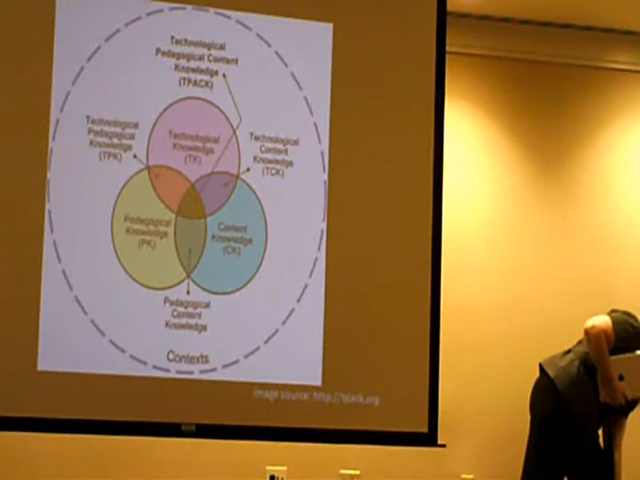 Technological
Pedagogical Content
Knowledge
(TPACK)
Technological
Pedagogical
Knowledge
(TPK)
Technological
Knowledge
(TK)
Technological
Content
Knowledge
(TCK)
Pedagogical
Knowledge
(PK)
Content
Knowledge
(CK)
Pedagogical
Content
Knowledge
Contexts
Image source: http://tpack.org